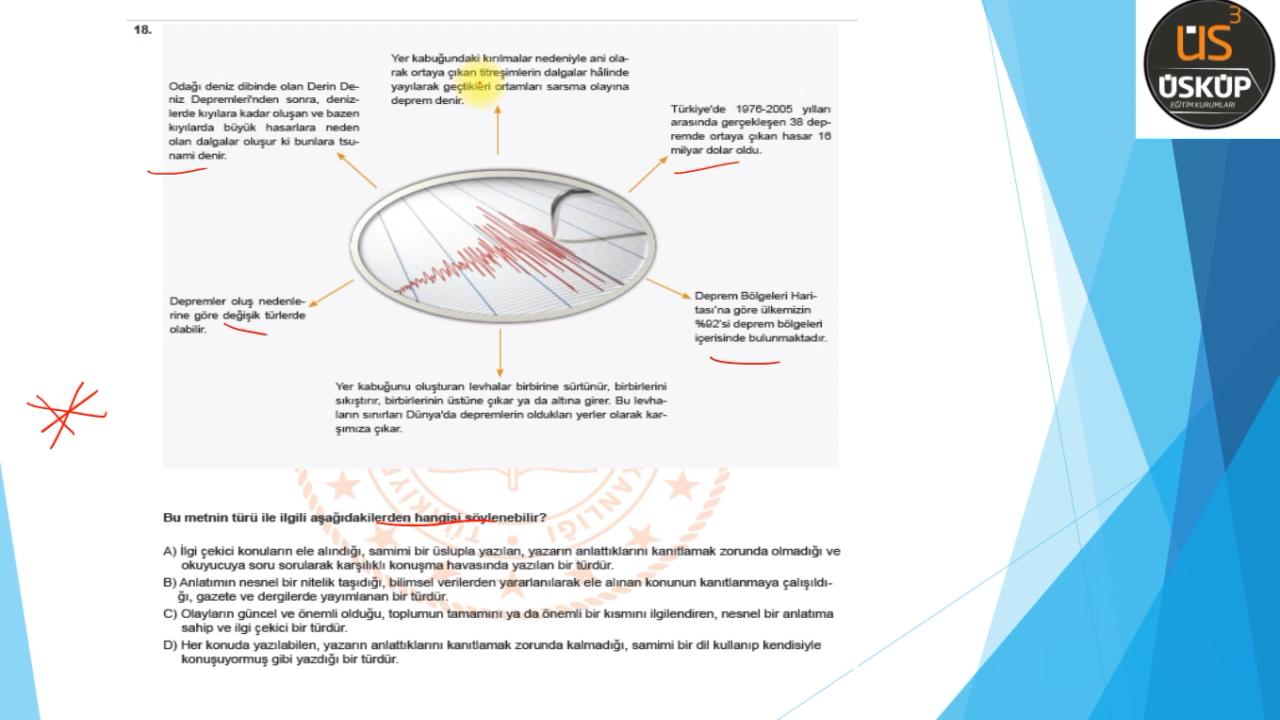 18.
Yer kabuğundaki kırılmalar nedeniyle ani ola-
rak ortaya çıkan titreşimlerin dalgalar hâlinde
yayılarak geçtikleri ortamları sarsma olayına
deprem denir.
Odağı deniz dibinde olan Derin De-
niz Depremleri'nden sonra, deniz-
lerde kıyılara kadar oluşan ve bazen
kıyılarda büyük hasarlara neden
olan dalgalar oluşur ki bunlara tsu-
nami denir.
Türkiye'de 1976-2005 yılları
arasında gerçekleşen 38 dep-
remde ortaya çıkan hasar 16
milyar dolar oldu.
Depremler oluş nedenle-
rine göre değişik türlerde
olabilir.
Deprem Bölgeleri Hari-
tası'na göre ülkemizin
%92'si deprem bölgeleri
içerisinde bulunmaktadır.
Yer kabuğunu oluşturan levhalar birbirine sürtünür, birbirlerini
sıkıştırır, birbirlerinin üstüne çıkar ya da altına girer. Bu levha-
ların sınırları Dünya'da depremlerin oldukları yerler olarak kar-
şımıza çıkar.
Bu metnin türü ile ilgili aşağıdakilerden hangisi söylenebilir?
A) İlgi çekici konuların ele alındığı, samimi bir üslupla yazılan, yazarın anlattıklarını kanıtlamak zorunda olmadığı ve
okuyucuya soru sorularak karşılıklı konuşma havasında yazılan bir türdür.
B) Anlatımın nesnel bir nitelik taşıdığı, bilimsel verilerden yararlanılarak ele alınan konunun kanıtlanmaya çalışıldı-
ğı, gazete ve dergilerde yayımlanan bir türdür.
C) Olayların güncel ve önemli olduğu, toplumun tamamını ya da önemli bir kısmını ilgilendiren, nesnel bir anlatıma
sahip ve ilgi çekici bir türdür.
D) Her konuda yazılabilen, yazarın anlattıklarını kanıtlamak zorunda kalmadığı, samimi bir dil kullanıp kendisiyle
konuşuyormuş gibi yazdığı bir türdür.
ÜS3
ÜSKÜP
EĞİTİM KURUMLARI